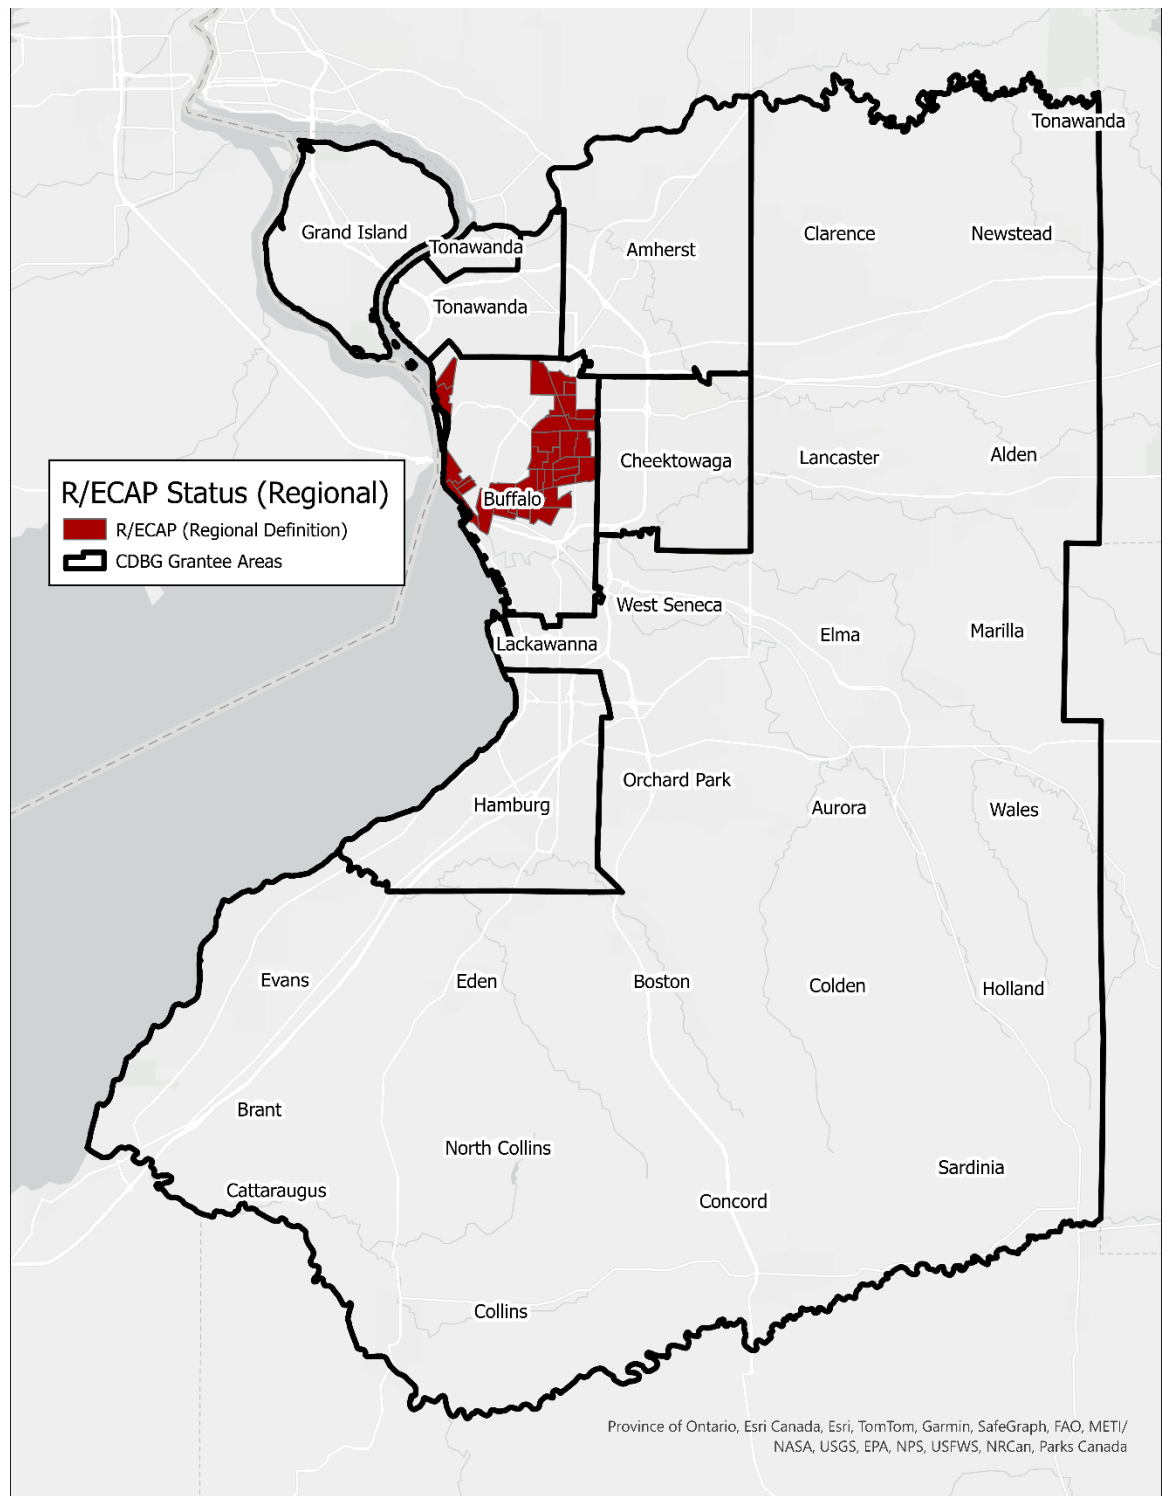 Tonawanda
Grand Island
Tonawanda
Amherst
Clarence
Newstead
Tonawanda
Cheektowaga
Lancaster
Alden
R/ECAP Status (Regional)
R/ECAP (Regional Definition)
CDBG Grantee Areas
Buffalo
West Seneca
Elma
Marilla
Lackawanna
Orchard Park
Hamburg
Aurora
Wales
Evans
Eden
Boston
Colden
Holland
Brant
North Collins
Sardinia
Cattaraugus
Concord
Collins
Province of Ontario, Esri Canada, Esri, TomTom, Garmin, SafeGraph, FAO, METI/
NASA, USGS, EPA, NPS, USFWS, NRCan, Parks Canada